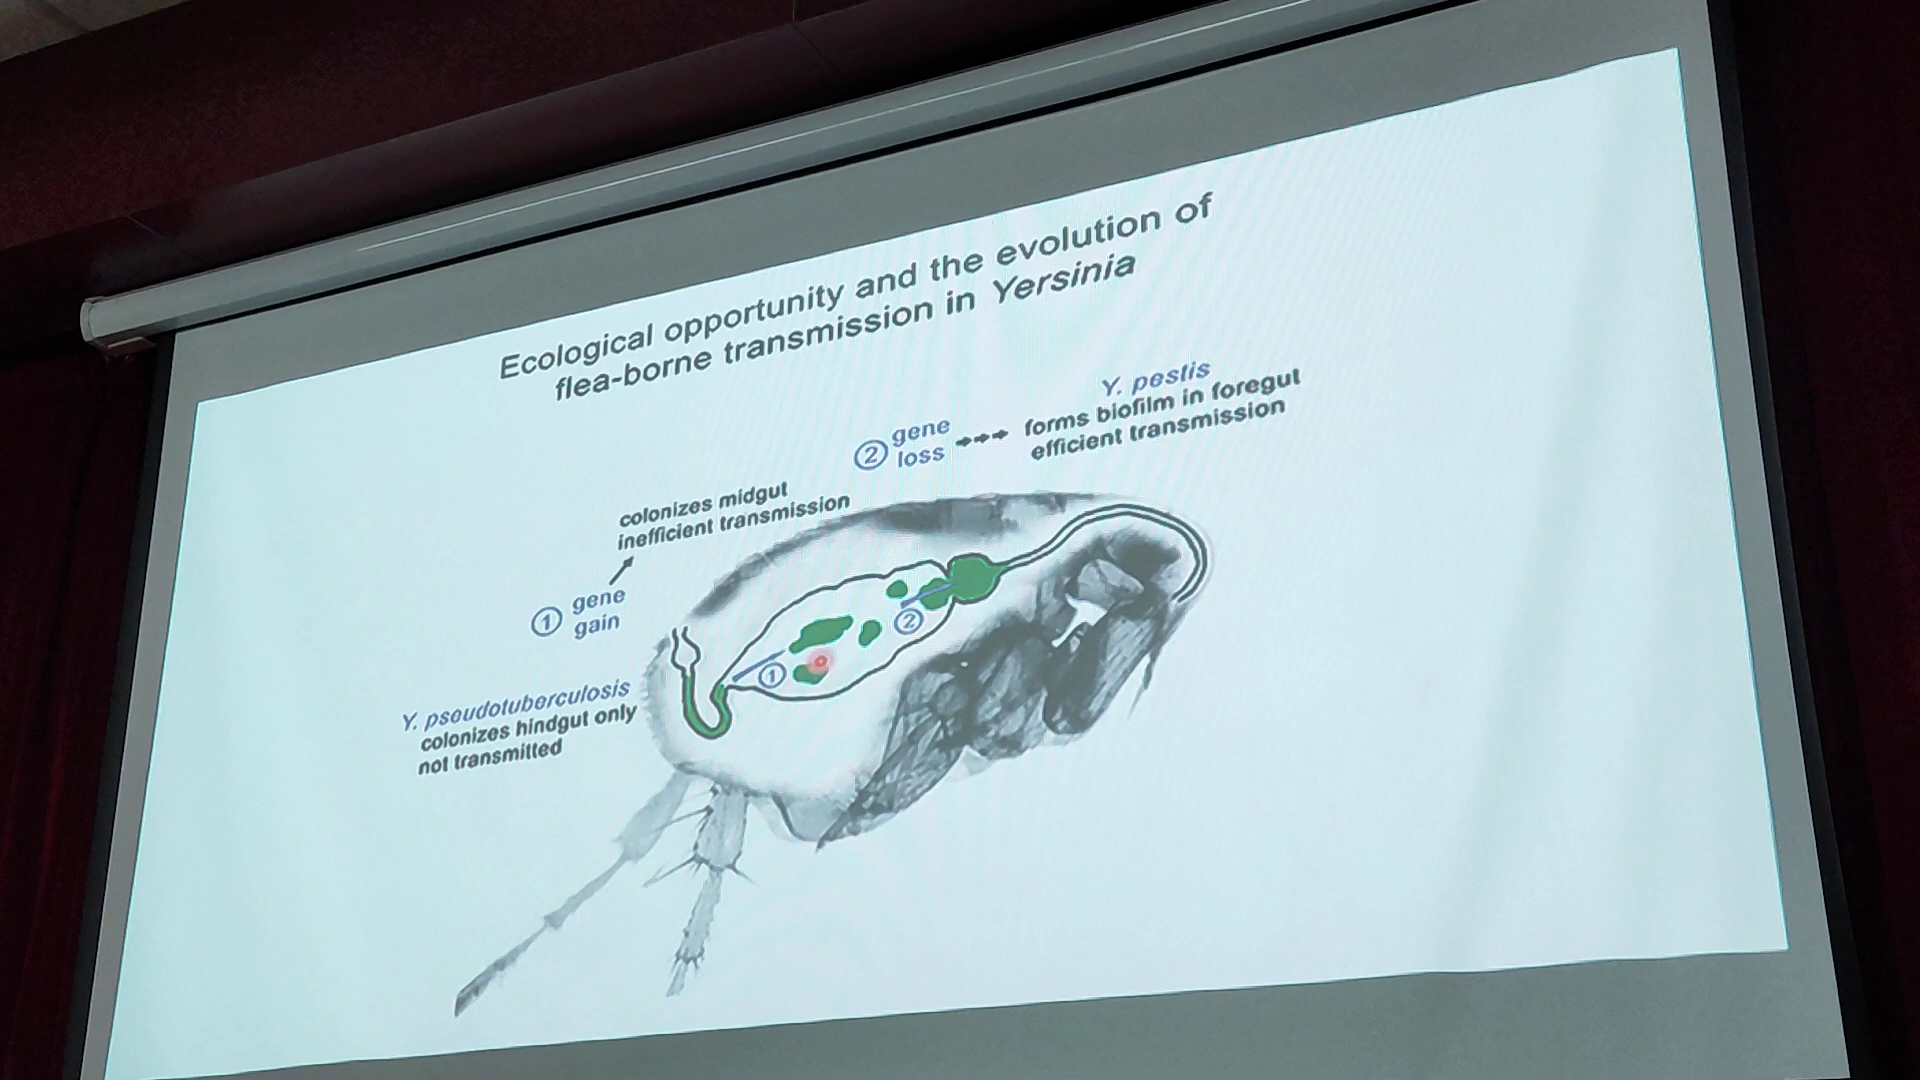 Ecological opportunity and the evolution of
flea-borne transmission in Yersinia
Y. pestis
② gene
loss
forms biofilm in foregut
efficient transmission
colonizes midgut
inefficient transmission
① gene
gain
②
①
Y. pseudotuberculosis
colonizes hindgut only
not transmitted